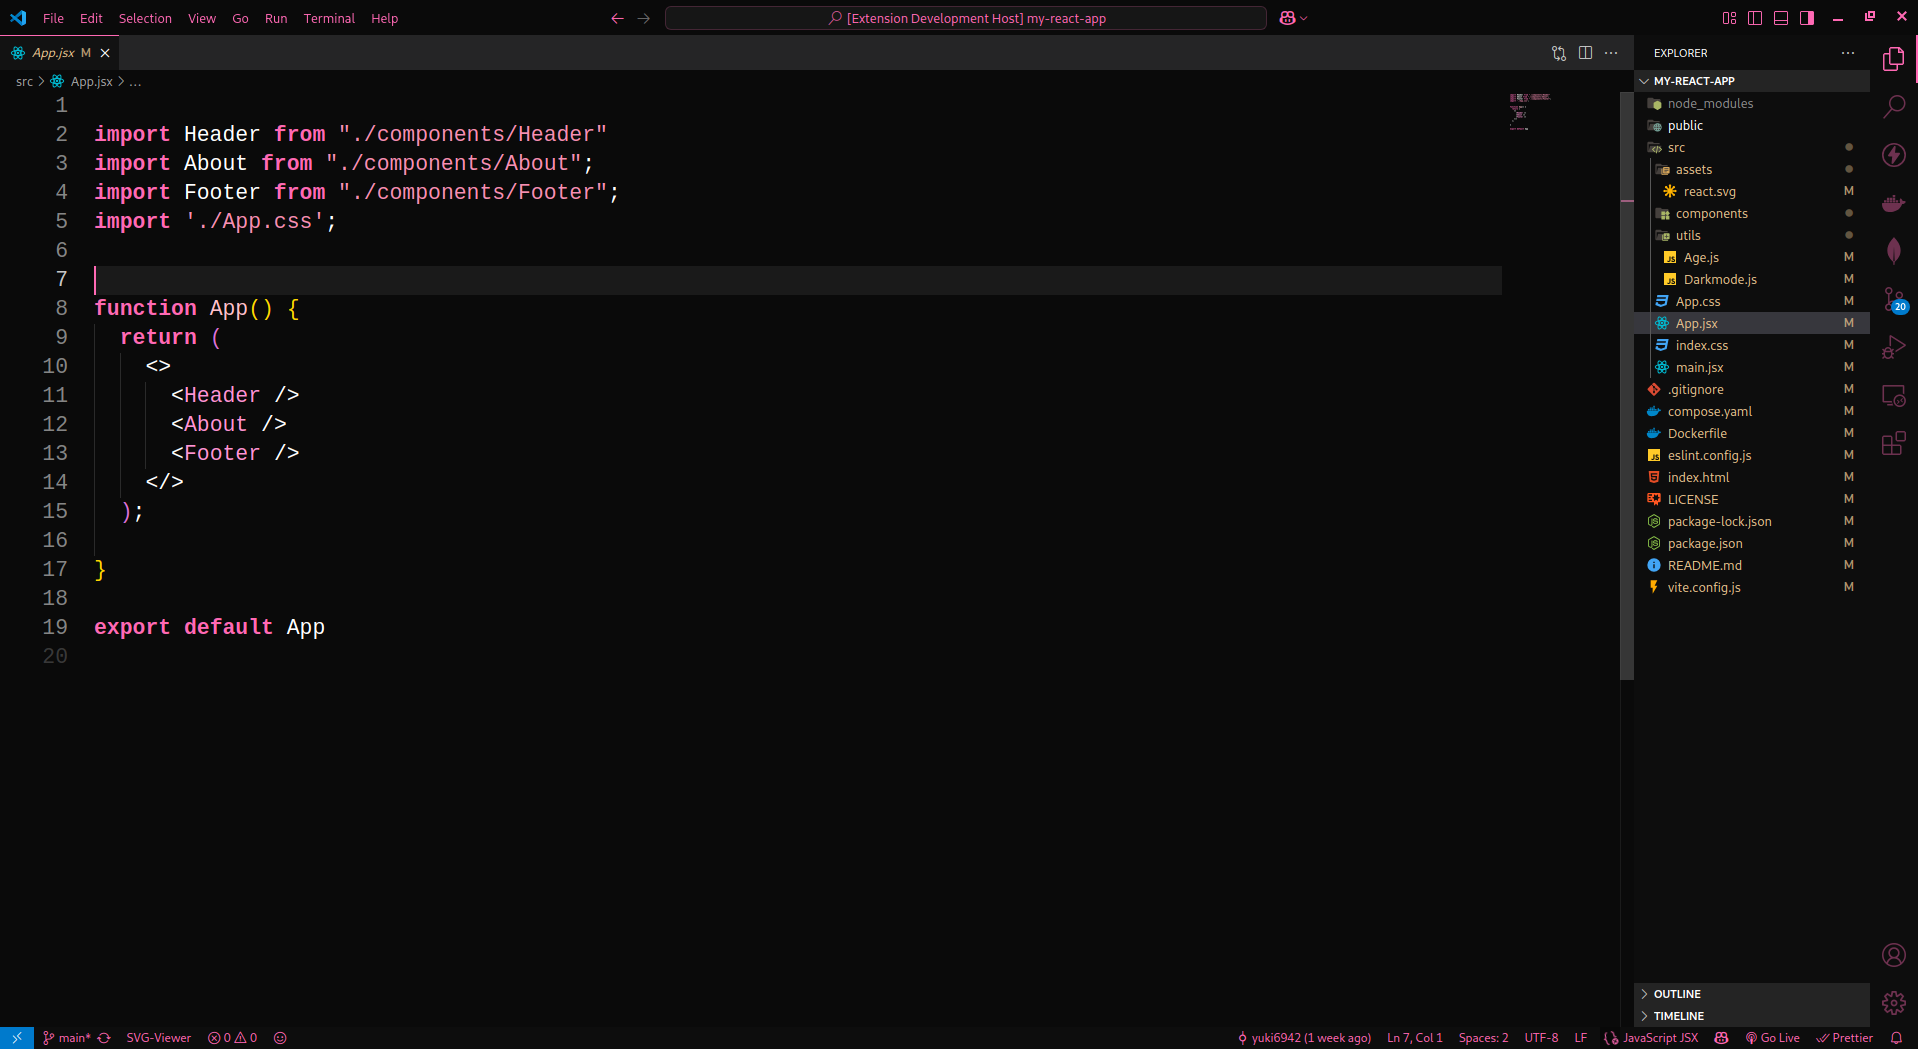 File Edit Selection View Go Run Terminal Help
[Extension Development Host] my-react-app
App.jsx M
src > App.jsx > ...
1
2 import Header from "./components/Header"
3 import About from "./components/About";
4 import Footer from "./components/Footer";
5 import './App.css';
6
7
8 function App() {
9 return (
10 <>
11 <Header />
12 <About />
13 <Footer />
14 </>
15 );
16
17 }
18
19 export default App
20
EXPLORER
MY-REACT-APP
node_modules
public
src
assets
react.svg M
components
utils
Age.js M
Darkmode.js M
App.css M
App.jsx M
index.css M
main.jsx M
.gitignore M
compose.yaml M
Dockerfile M
eslint.config.js M
index.html M
LICENSE M
package-lock.json M
package.json M
README.md M
vite.config.js M
OUTLINE
TIMELINE
20
main* SVG-Viewer 0 0 yuki6942 (1 week ago) Ln 7, Col 1 Spaces: 2 UTF-8 LF JavaScript JSX Go Live Prettier